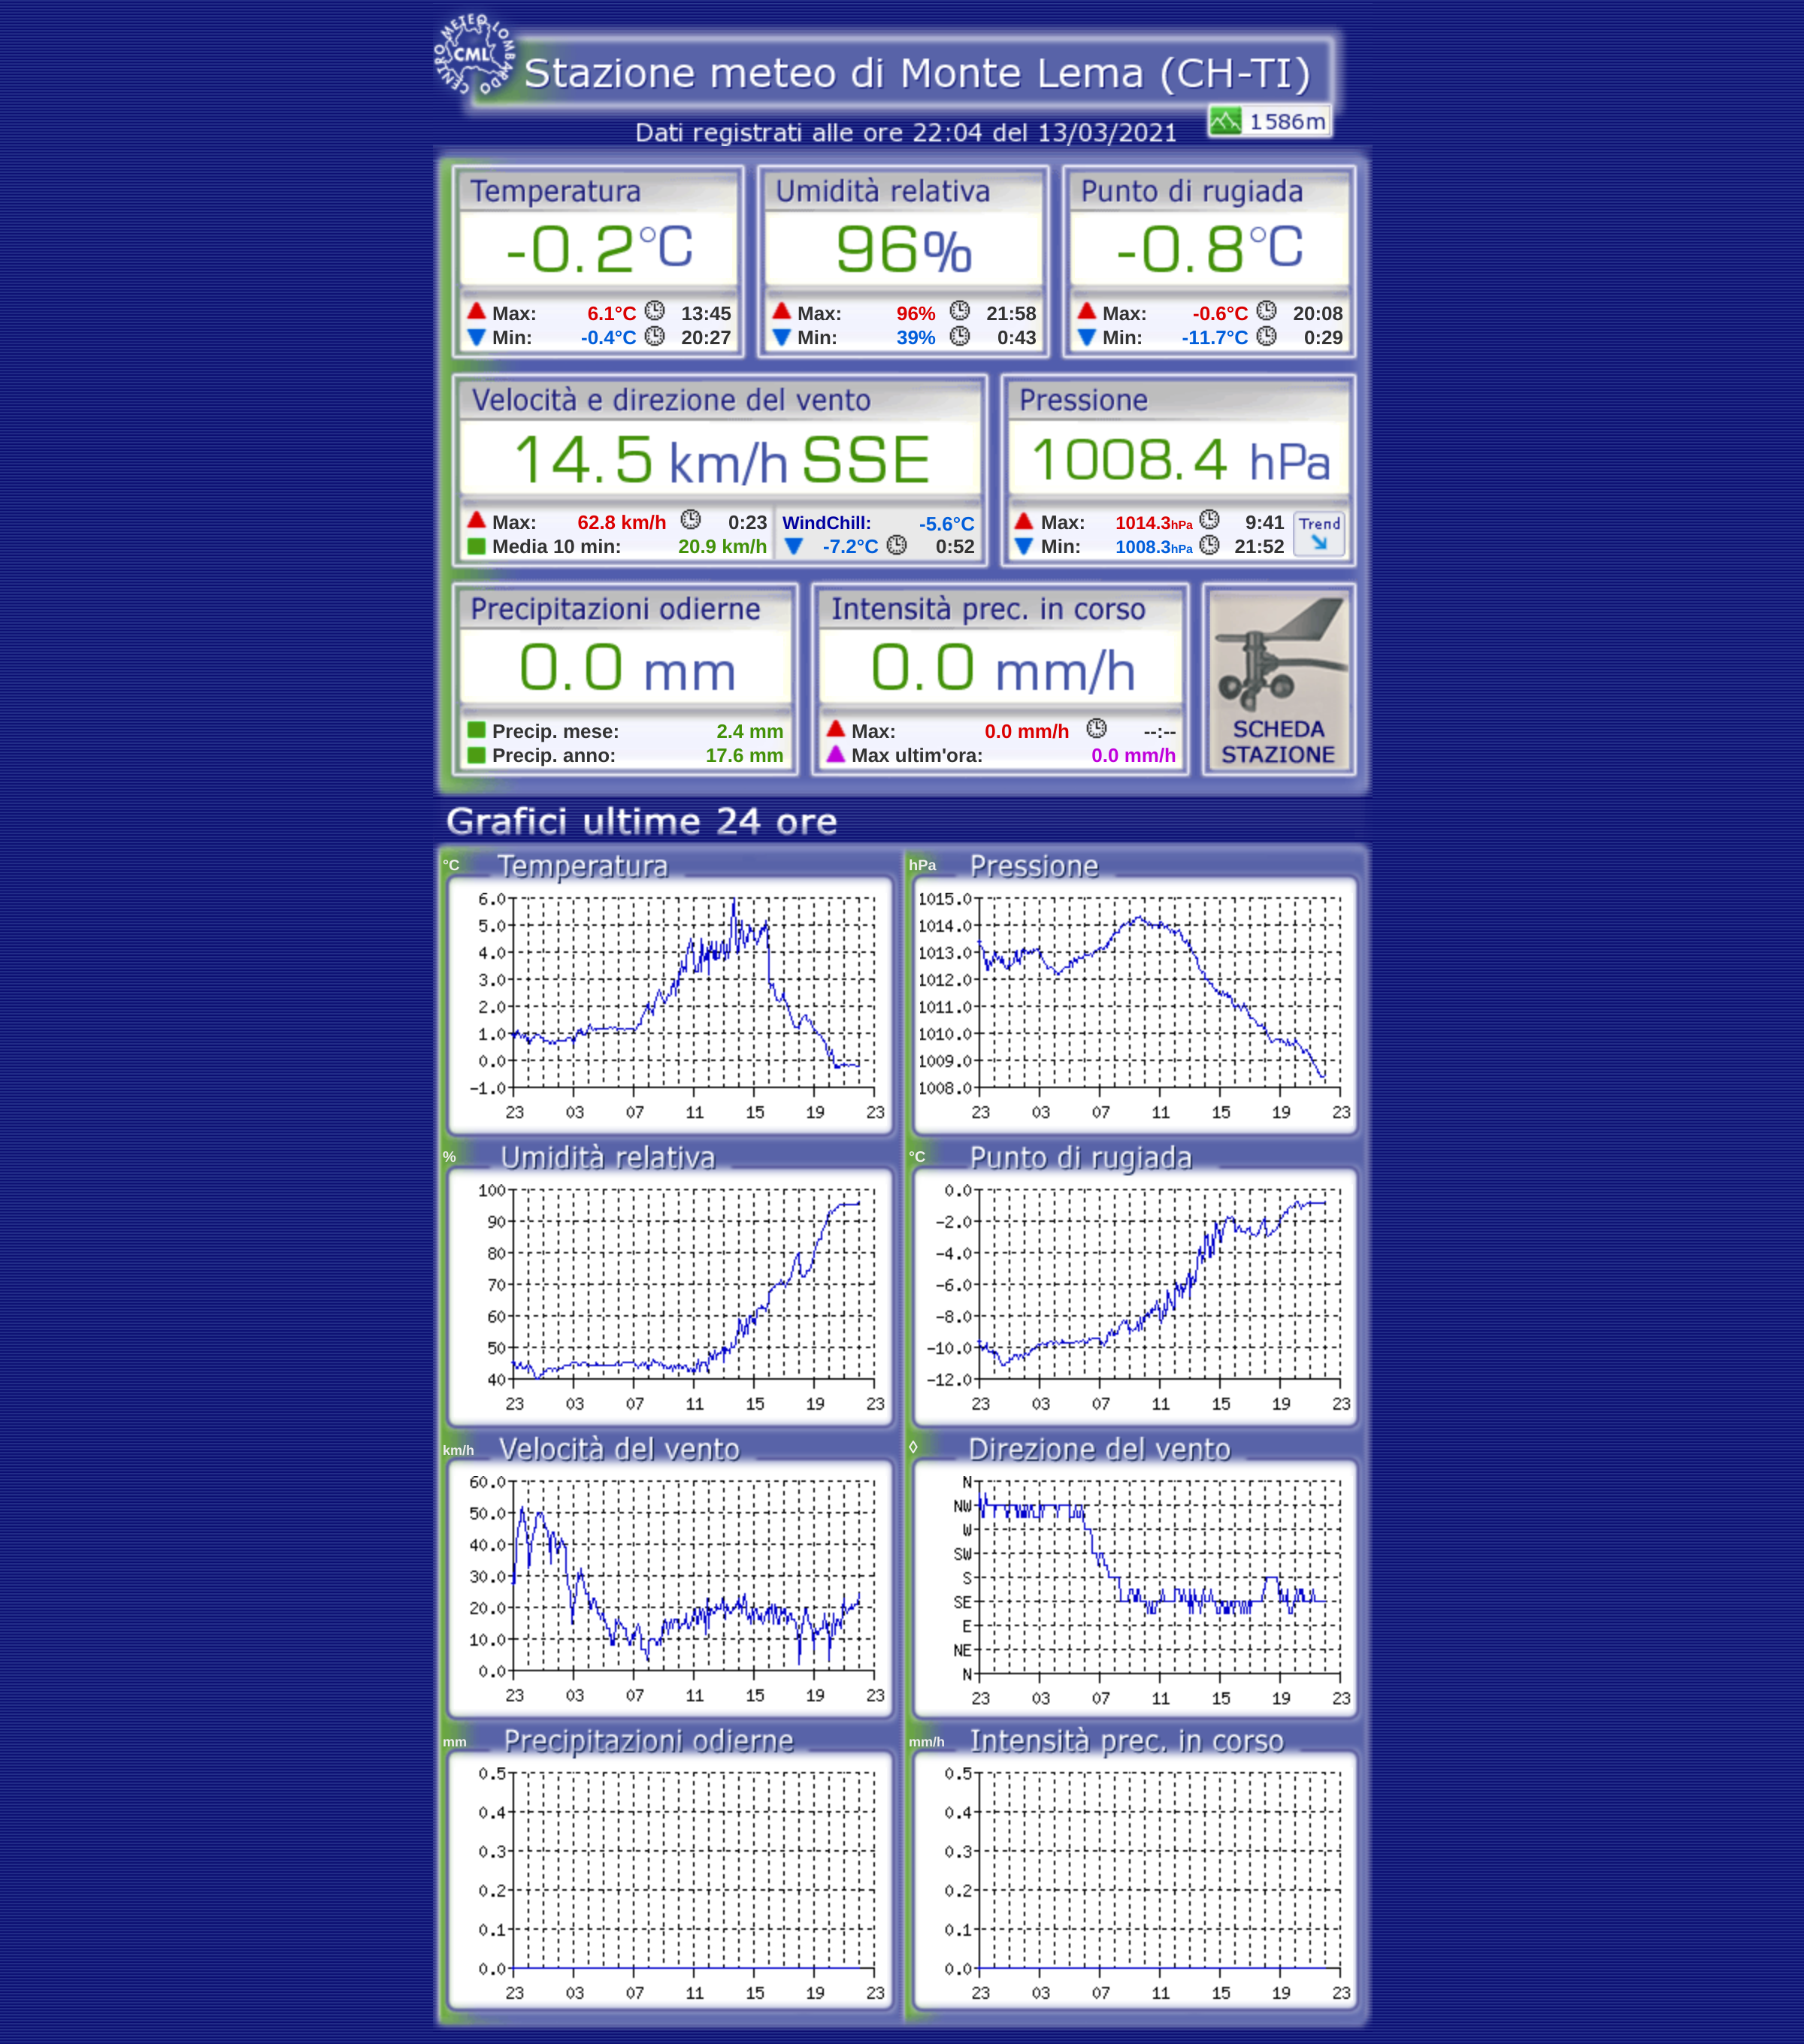 CENTRO METEO LOMBARDO
CML
Stazione meteo di Monte Lema (CH-TI)
1586m
Dati registrati alle ore 22:04 del 13/03/2021
Temperatura Umidità relativa Punto di rugiada
-0.2°C 96% -0.8°C
Max: 6.1°C 13:45 Max: 96% 21:58 Max: -0.6°C 20:08
Min: -0.4°C 20:27 Min: 39% 0:43 Min: -11.7°C 0:29
Velocità e direzione del vento Pressione
14.5 km/h SSE 1008.4 hPa
Max: 62.8 km/h 0:23 WindChill: -5.6°C Max: 1014.3hPa 9:41 Trend
Media 10 min: 20.9 km/h -7.2°C 0:52 Min: 1008.3hPa 21:52
Precipitazioni odierne Intensità prec. in corso
0.0 mm 0.0 mm/h
Precip. mese: 2.4 mm Max: 0.0 mm/h --:-- SCHEDA
Precip. anno: 17.6 mm Max ultim'ora: 0.0 mm/h STAZIONE
Grafici ultime 24 ore
°C Temperatura hPa Pressione
6.0 1015.0
5.0 1014.0
4.0 1013.0
3.0 1012.0
2.0 1011.0
1.0 1010.0
0.0 1009.0
-1.0 1008.0
23 03 07 11 15 19 23 23 03 07 11 15 19 23
% Umidità relativa °C Punto di rugiada
100 0.0
90 -2.0
80 -4.0
70 -6.0
60 -8.0
50 -10.0
40 -12.0
23 03 07 11 15 19 23 23 03 07 11 15 19 23
km/h Velocità del vento ◊ Direzione del vento
60.0 N
50.0 NW
40.0 W
30.0 SW
20.0 S
10.0 SE
0.0 E
NE
N
23 03 07 11 15 19 23 23 03 07 11 15 19 23
mm Precipitazioni odierne mm/h Intensità prec. in corso
0.5 0.5
0.4 0.4
0.3 0.3
0.2 0.2
0.1 0.1
0.0 0.0
23 03 07 11 15 19 23 23 03 07 11 15 19 23